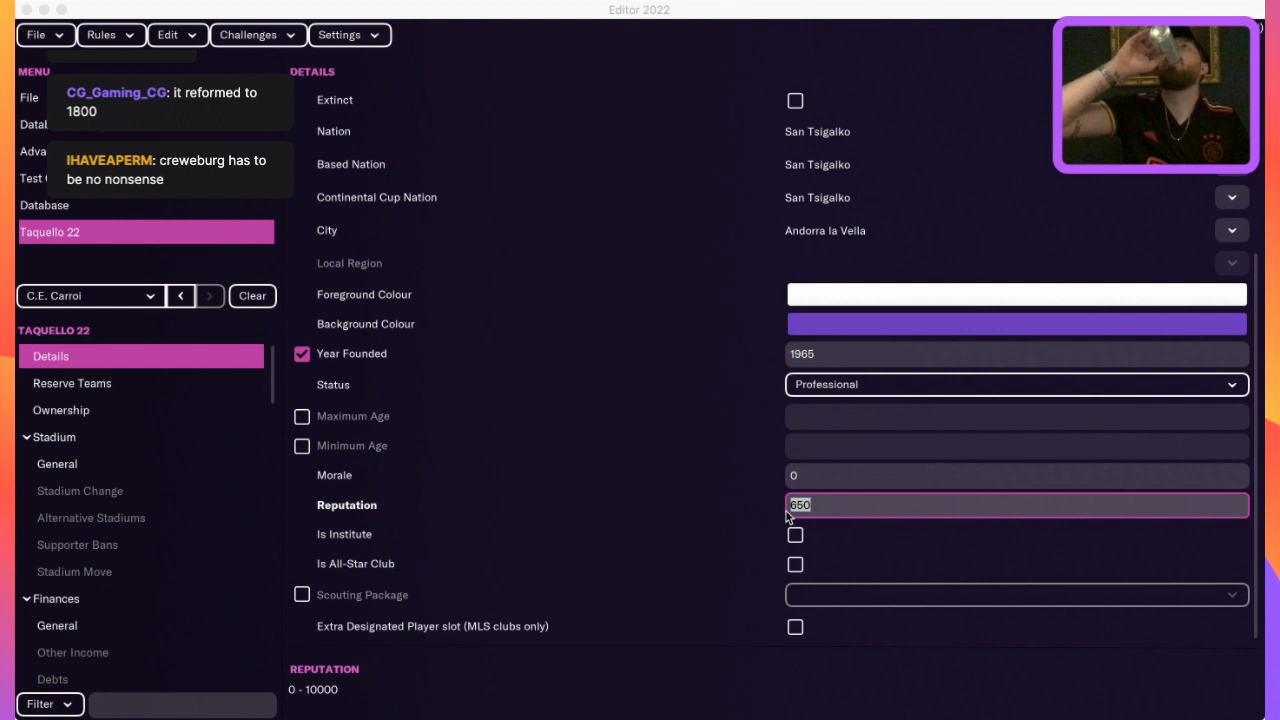 Editor 2022
File
Rules
Edit
Challenges
Settings
MENU
File
Datab
Adva
Test
Database
Taquello 22
CG_Gaming_CG: it reformed to
1800
IHAVEAPERM: creweburg has to
be no nonsense
C.E. Carroi
Clear
TAQUELLO 22
Details
Reserve Teams
Ownership
Stadium
General
Stadium Change
Alternative Stadiums
Supporter Bans
Stadium Move
Finances
General
Other Income
Debts
Filter
DETAILS
Extinct
Nation
San Tsigalko
Based Nation
San Tsigalko
Continental Cup Nation
San Tsigalko
City
Andorra la Vella
Local Region
Foreground Colour
Background Colour
Year Founded
1965
Status
Professional
Maximum Age
Minimum Age
Morale
0
Reputation
650
Is Institute
Is All-Star Club
Scouting Package
Extra Designated Player slot (MLS clubs only)
REPUTATION
0 - 10000